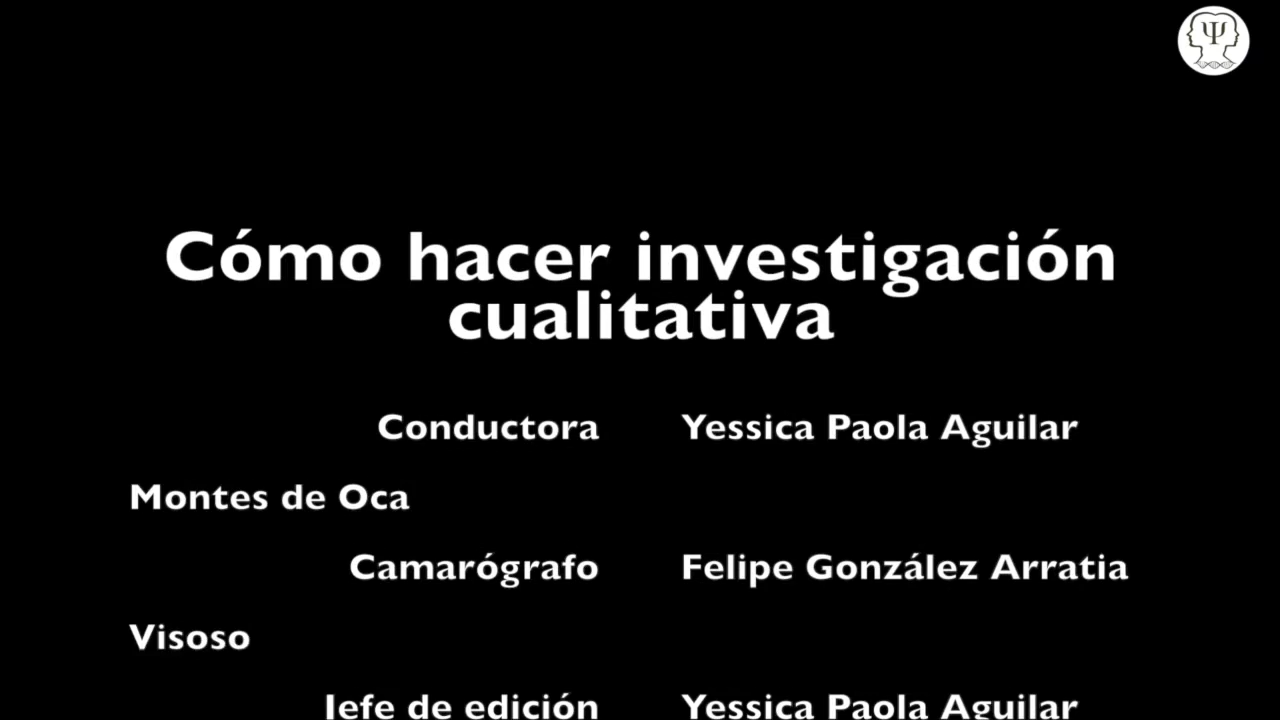 Ψ
Cómo hacer investigación
cualitativa
Conductora Yessica Paola Aguilar
Montes de Oca
Camarógrafo Felipe González Arratia
Visoso
Jefe de edición Yessica Paola Aguilar